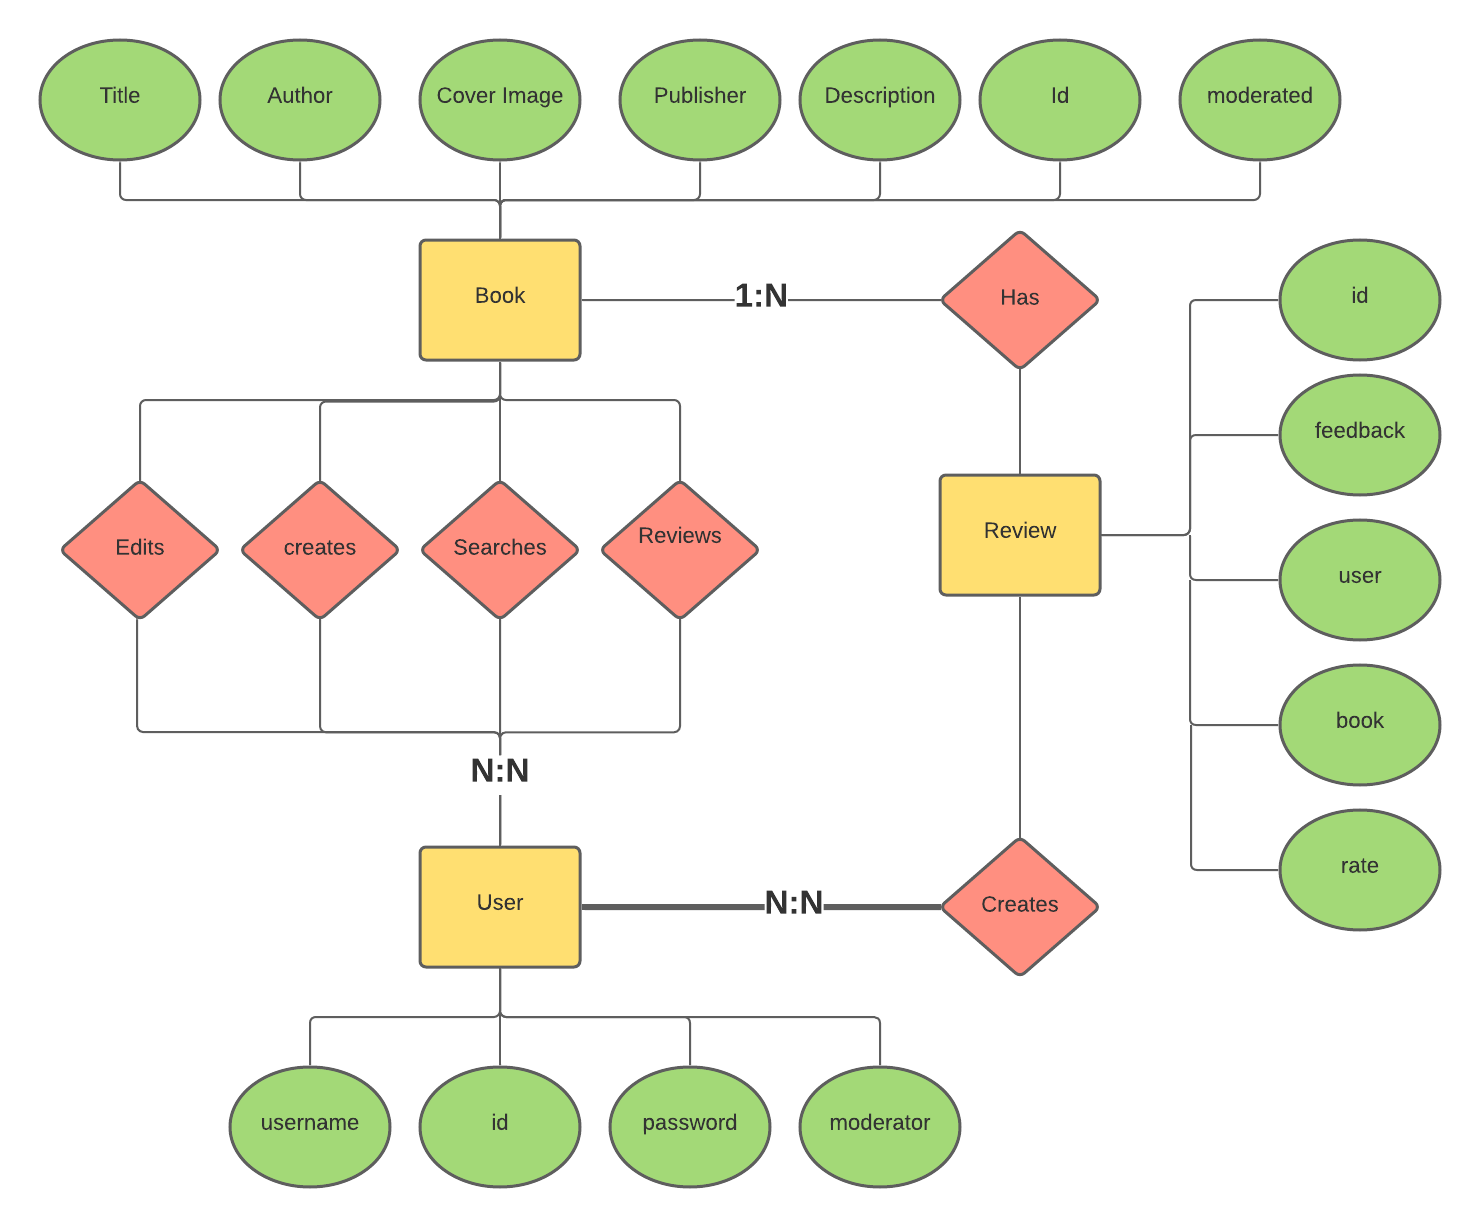 Title
Author
Cover Image
Publisher
Description
Id
moderated
Book
1:N
Has
id
feedback
Edits
creates
Searches
Reviews
Review
user
book
N:N
User
N:N
Creates
rate
username
id
password
moderator